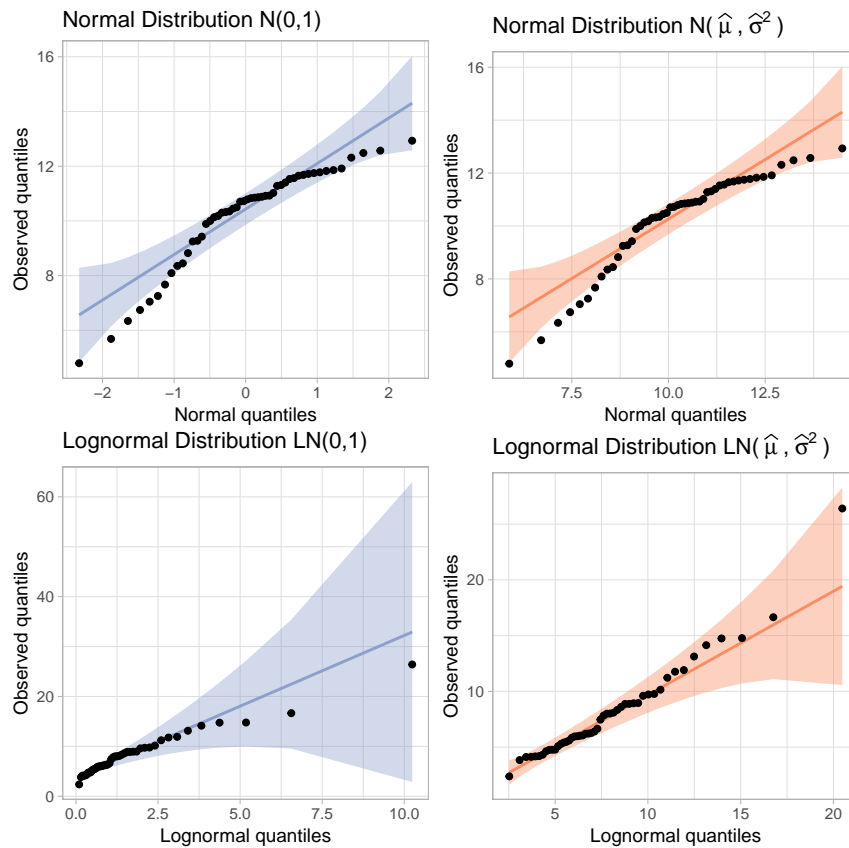 Normal Distribution N(0,1)
16
12
8
−2
−1
0
1
2
Observed quantiles
Normal quantiles
Normal Distribution N( μ̂ , σ̂² )
16
12
8
7.5
10.0
12.5
Observed quantiles
Normal quantiles
Lognormal Distribution LN(0,1)
60
40
20
0
0.0
2.5
5.0
7.5
10.0
Observed quantiles
Lognormal quantiles
Lognormal Distribution LN( μ̂ , σ̂² )
20
10
5
10
15
20
Observed quantiles
Lognormal quantiles